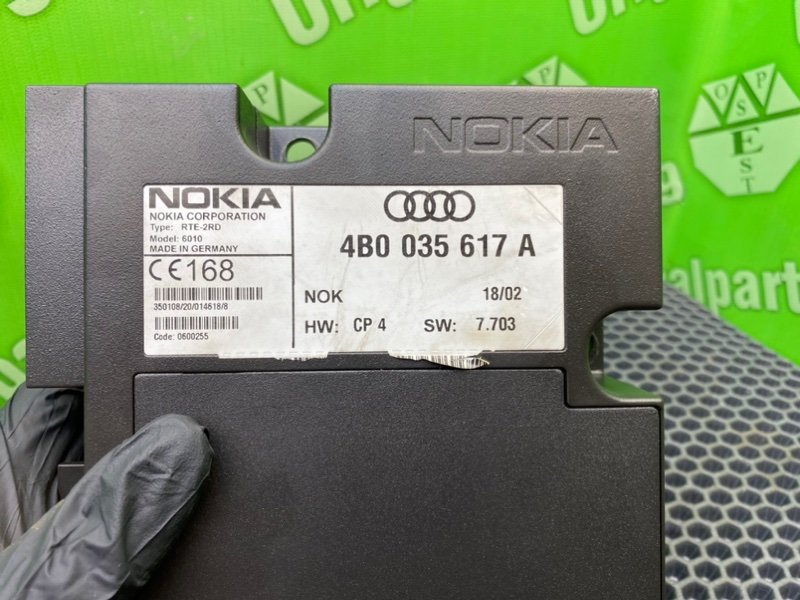 NOKIA
NOKIA
NOKIA CORPORATION
Type: RTE-2RD
Model: 6010
MADE IN GERMANY
CE168
350108/20/014618/8
Code: 0600255
4B0 035 617 A
NOK 18/02
HW: CP 4 SW: 7.703
P
O S P
E
S T